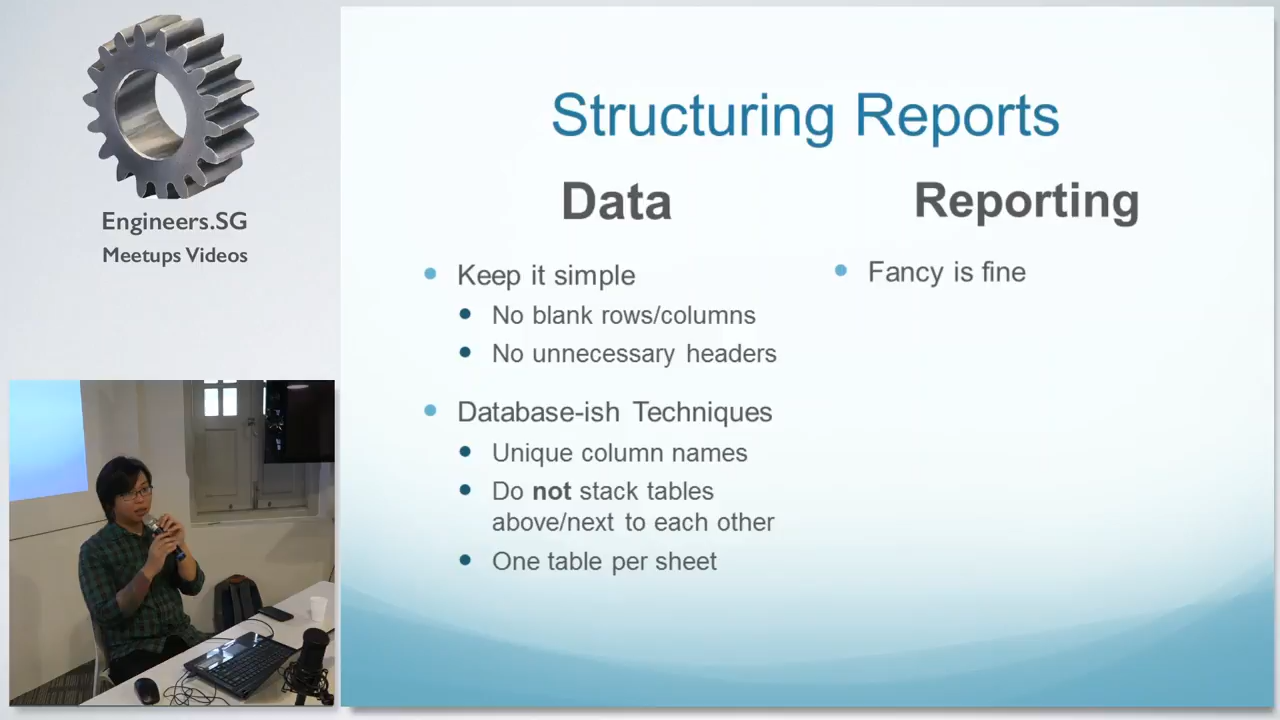 Engineers.SG
Meetups Videos
Structuring Reports
Data
Keep it simple
No blank rows/columns
No unnecessary headers
Database-ish Techniques
Unique column names
Do not stack tables
above/next to each other
One table per sheet
Reporting
Fancy is fine